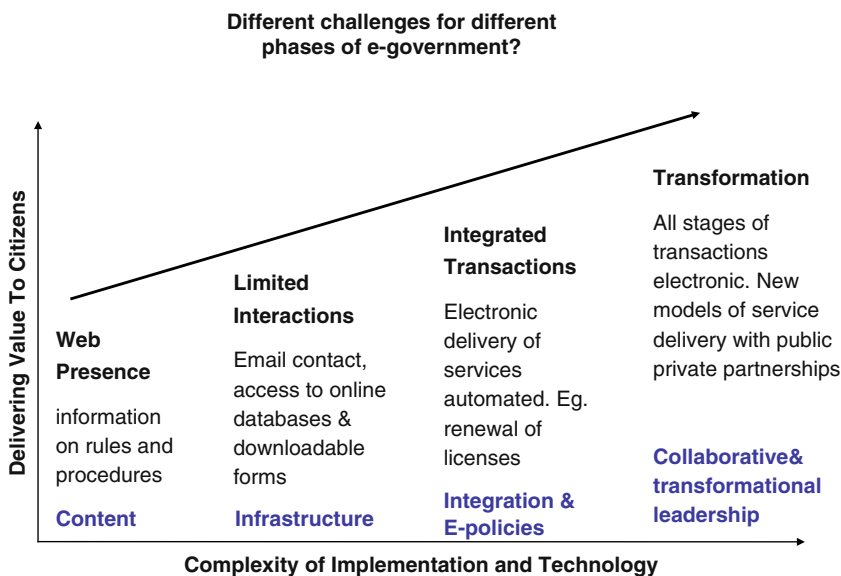 Different challenges for different
phases of e-government?
Delivering Value To Citizens
Web
Presence
information
on rules and
procedures
Content
Limited
Interactions
Email contact,
access to online
databases &
downloadable
forms
Infrastructure
Integrated
Transactions
Electronic
delivery of
services
automated. Eg.
renewal of
licenses
Integration &
E-policies
Transformation
All stages of
transactions
electronic. New
models of service
delivery with public
private partnerships
Collaborative&
transformational
leadership
Complexity of Implementation and Technology